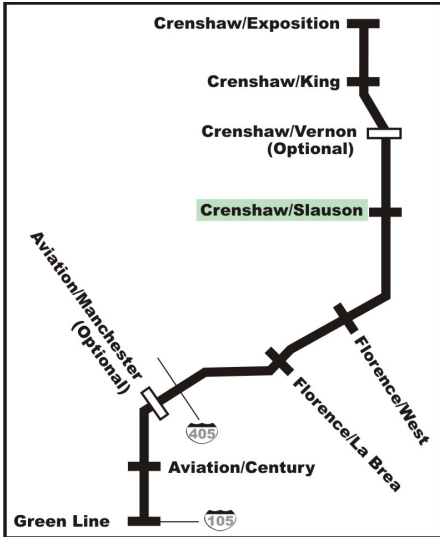 Crenshaw/Exposition
Crenshaw/King
Crenshaw/Vernon
(Optional)
Crenshaw/Slauson
Aviation/Manchester
(Optional)
Florence/West
Florence/La Brea
405
Aviation/Century
Green Line
105